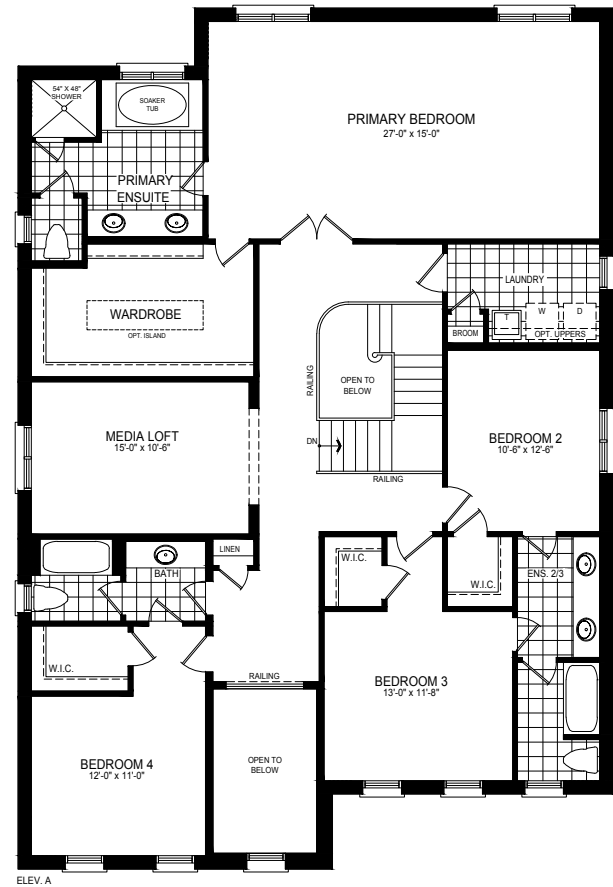 54" X 48"
SHOWER
SOAKER
TUB
PRIMARY BEDROOM
27'-0" x 15'-0"
PRIMARY
ENSUITE
LAUNDRY
WARDROBE
OPT. ISLAND
T
W
D
BROOM
OPT. UPPERS
RAILING
OPEN TO
BELOW
MEDIA LOFT
15'-0" x 10'-6"
DN
BEDROOM 2
10'-6" x 12'-6"
RAILING
LINEN
BATH
W.I.C.
W.I.C.
ENS. 2/3
W.I.C.
RAILING
BEDROOM 3
13'-0" x 11'-8"
BEDROOM 4
12'-0" x 11'-0"
OPEN TO
BELOW
ELEV. A